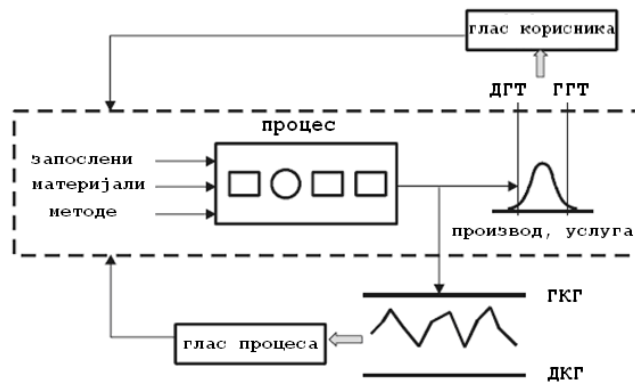 глас корисника
ДГТ ГГТ
процес
запослени
материјали
методе
производ, услуга
ГКГ
глас процеса
ДКГ